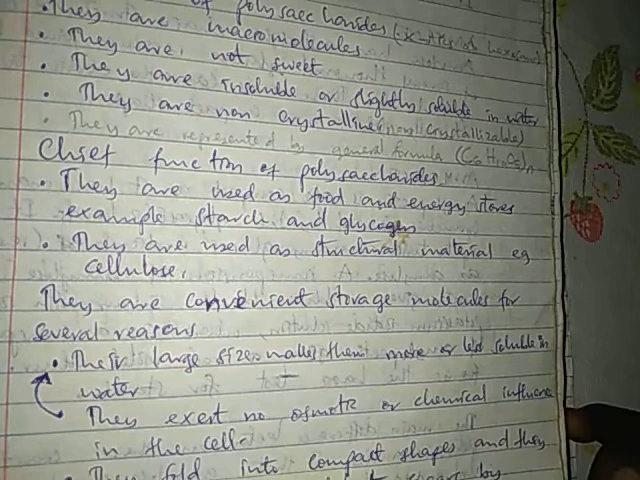 of polysaccharides
• They are macromolecules
• They are not sweet
• They are insoluble or slightly soluble in water
• They are non crystalline (non crystallizable)
• They are represented by general formula (C6H10O5)n
Chief function of polysaccharides
• They are used as food and energy stores
example starch and glycogen
• They are used as structural material eg
cellulose.
They are convenient storage molecules for
several reasons
• Their large size makes them more or less soluble in
water
They exert no osmotic or chemical influence
in the cell
• They fold into compact shapes and they
by